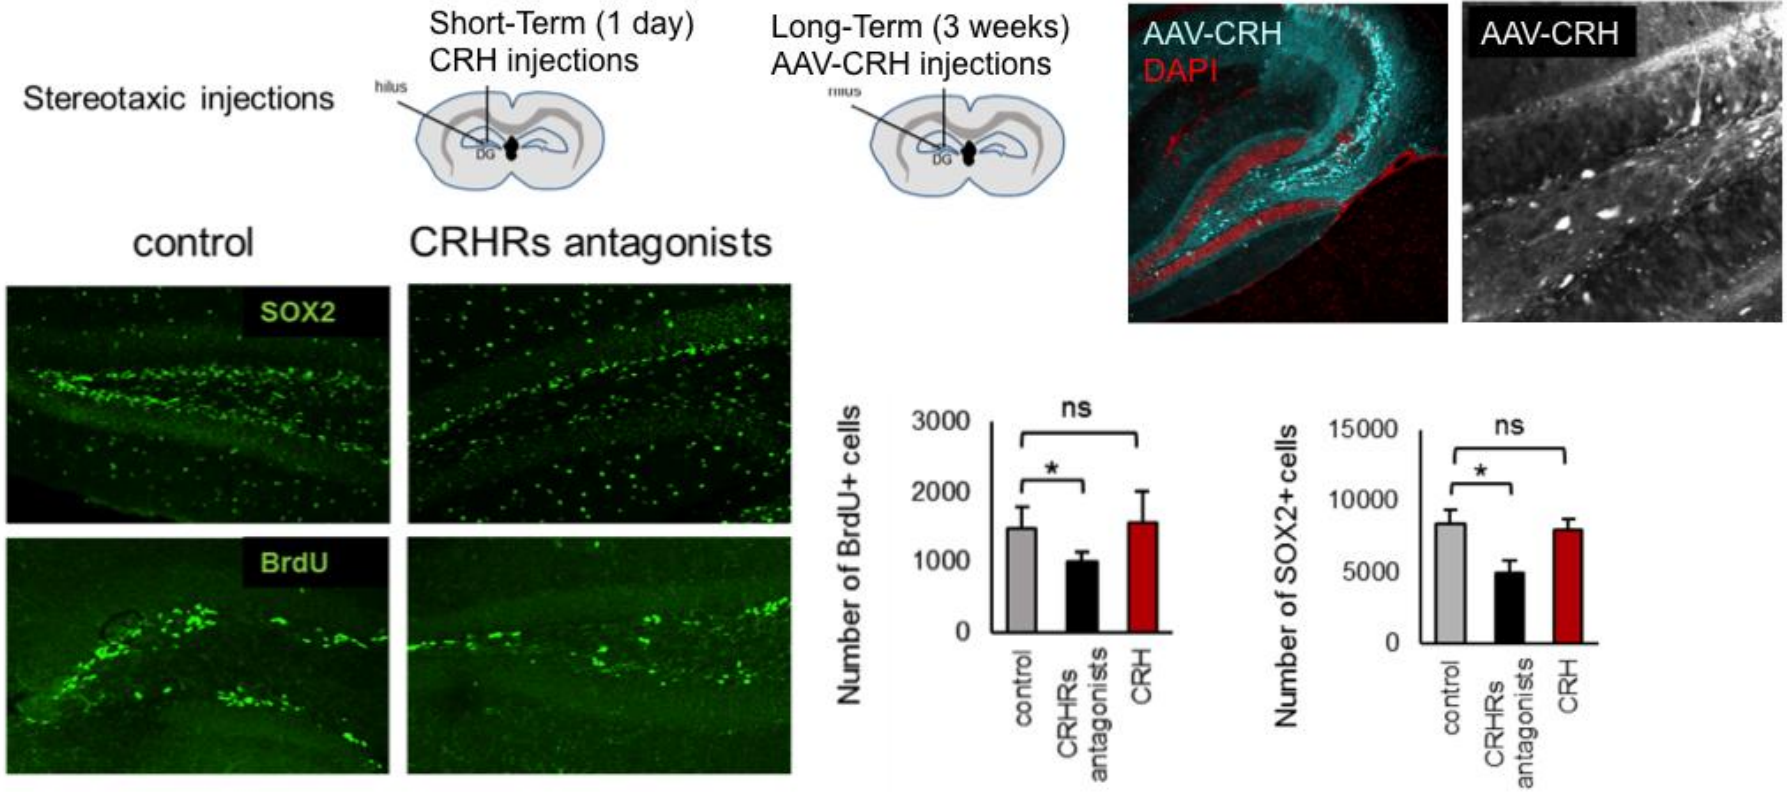 Stereotaxic injections
Short-Term (1 day)
CRH injections
hilus
DG
Long-Term (3 weeks)
AAV-CRH injections
hilus
DG
AAV-CRH
DAPI
AAV-CRH
control
CRHRs antagonists
SOX2
BrdU
Number of BrdU+ cells
3000
2000
1000
0
ns
*
control
CRHRs
antagonists
CRH
Number of SOX2+cells
15000
10000
5000
0
ns
*
control
CRHRs
antagonists
CRH